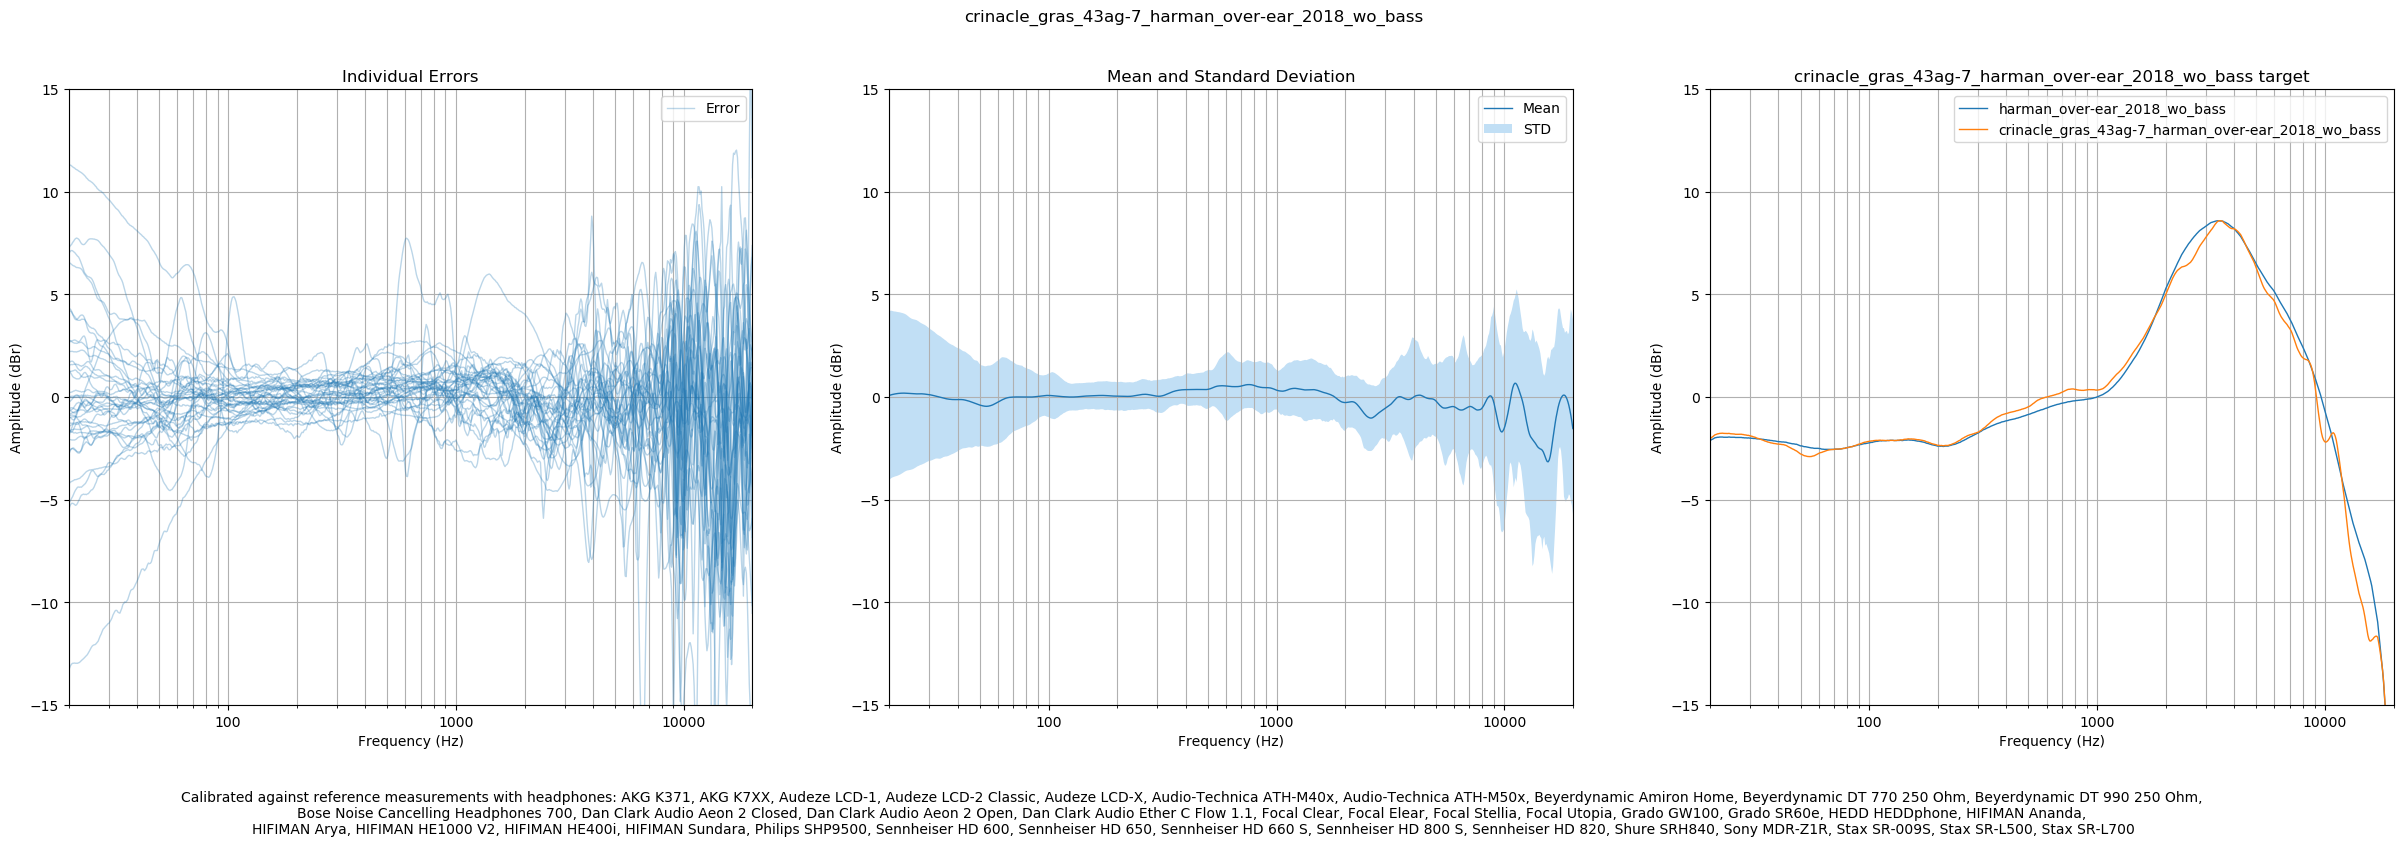 crinacle_gras_43ag-7_harman_over-ear_2018_wo_bass
Individual Errors
15
10
5
0
−5
−10
−15
100
1000
10000
Amplitude (dBr)
Frequency (Hz)
Error
Mean and Standard Deviation
15
10
5
0
−5
−10
−15
100
1000
10000
Amplitude (dBr)
Frequency (Hz)
Mean
STD
crinacle_gras_43ag-7_harman_over-ear_2018_wo_bass target
15
10
5
0
−5
−10
−15
100
1000
10000
Amplitude (dBr)
Frequency (Hz)
harman_over-ear_2018_wo_bass
crinacle_gras_43ag-7_harman_over-ear_2018_wo_bass
Calibrated against reference measurements with headphones: AKG K371, AKG K7XX, Audeze LCD-1, Audeze LCD-2 Classic, Audeze LCD-X, Audio-Technica ATH-M40x, Audio-Technica ATH-M50x, Beyerdynamic Amiron Home, Beyerdynamic DT 770 250 Ohm, Beyerdynamic DT 990 250 Ohm,
Bose Noise Cancelling Headphones 700, Dan Clark Audio Aeon 2 Closed, Dan Clark Audio Aeon 2 Open, Dan Clark Audio Ether C Flow 1.1, Focal Clear, Focal Elear, Focal Stellia, Focal Utopia, Grado GW100, Grado SR60e, HEDD HEDDphone, HIFIMAN Ananda,
HIFIMAN Arya, HIFIMAN HE1000 V2, HIFIMAN HE400i, HIFIMAN Sundara, Philips SHP9500, Sennheiser HD 600, Sennheiser HD 650, Sennheiser HD 660 S, Sennheiser HD 800 S, Sennheiser HD 820, Shure SRH840, Sony MDR-Z1R, Stax SR-009S, Stax SR-L500, Stax SR-L700